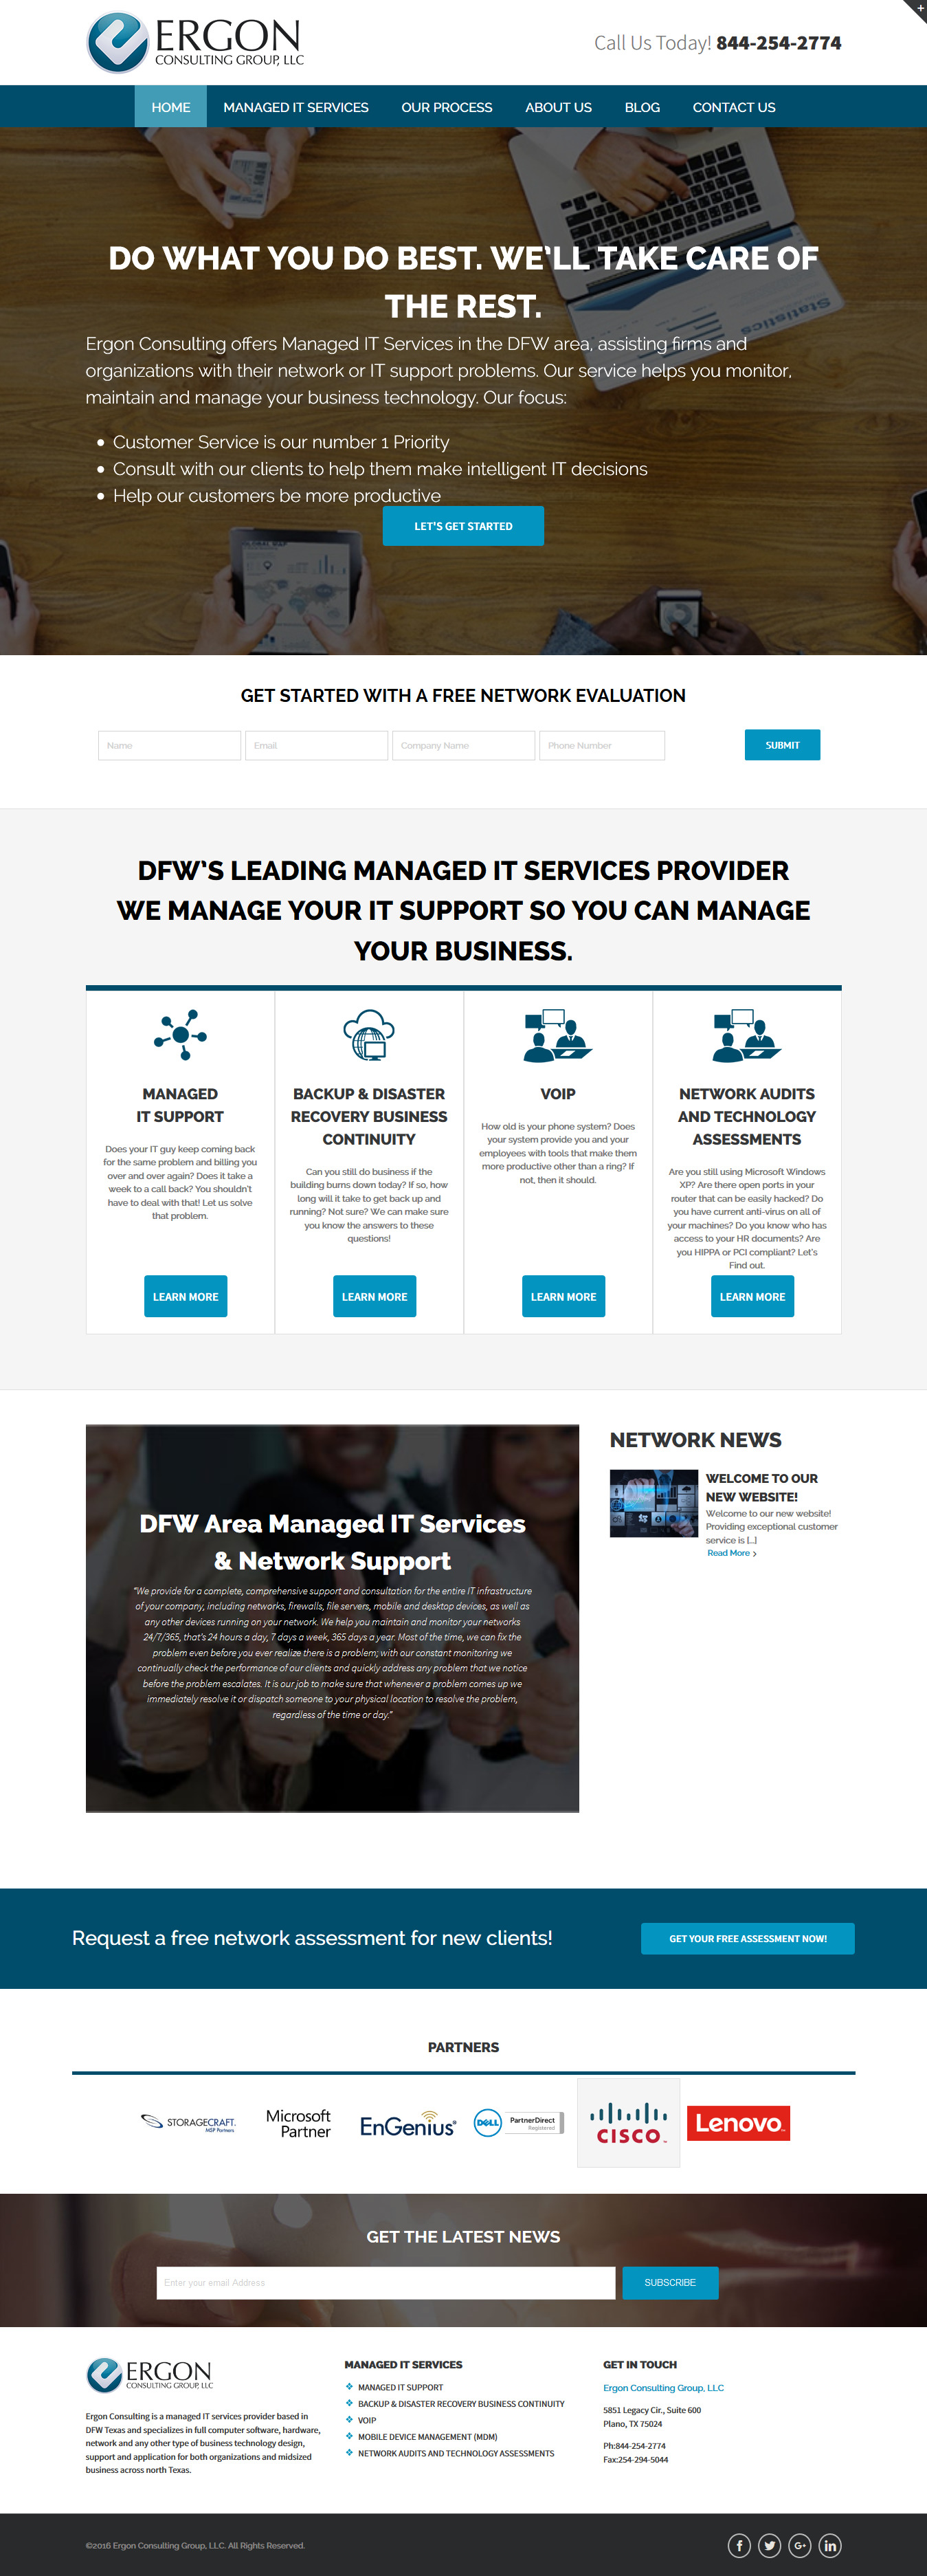 ERGON
CONSULTING GROUP, LLC
Call Us Today! 844-254-2774
+
HOME
MANAGED IT SERVICES
OUR PROCESS
ABOUT US
BLOG
CONTACT US
Statistics
DO WHAT YOU DO BEST. WE'LL TAKE CARE OF
THE REST.
Ergon Consulting offers Managed IT Services in the DFW area, assisting firms and
organizations with their network or IT support problems. Our service helps you monitor,
maintain and manage your business technology. Our focus:
• Customer Service is our number 1 Priority
• Consult with our clients to help them make intelligent IT decisions
• Help our customers be more productive
LET'S GET STARTED
GET STARTED WITH A FREE NETWORK EVALUATION
Name
Email
Company Name
Phone Number
SUBMIT
DFW'S LEADING MANAGED IT SERVICES PROVIDER
WE MANAGE YOUR IT SUPPORT SO YOU CAN MANAGE
YOUR BUSINESS.
MANAGED
IT SUPPORT
Does your IT guy keep coming back
for the same problem and billing you
over and over again? Does it take a
week to a call back? You shouldn't
have to deal with that! Let us solve
that problem.
LEARN MORE
BACKUP & DISASTER
RECOVERY BUSINESS
CONTINUITY
Can you still do business if the
building burns down today? If so, how
long will it take to get back up and
running? Not sure? We can make sure
you know the answers to these
questions!
LEARN MORE
VOIP
How old is your phone system? Does
your system provide you and your
employees with tools that make them
more productive other than a ring? If
not, then it should.
LEARN MORE
NETWORK AUDITS
AND TECHNOLOGY
ASSESSMENTS
Are you still using Microsoft Windows
XP? Are there open ports in your
router that can be easily hacked? Do
you have current anti-virus on all of
your machines? Do you know who has
access to your HR documents? Are
you HIPPA or PCI compliant? Let's
Find out.
LEARN MORE
DFW Area Managed IT Services
& Network Support
"We provide for a complete, comprehensive support and consultation for the entire IT infrastructure
of your company, including networks, firewalls, file servers, mobile and desktop devices, as well as
any other devices running on your network. We help you maintain and monitor your networks
24/7/365, that's 24 hours a day, 7 days a week, 365 days a year. Most of the time, we can fix the
problem even before you ever realize there is a problem; with our constant monitoring we
continually check the performance of our clients and quickly address any problem that we notice
before the problem escalates. It is our job to make sure that whenever a problem comes up we
immediately resolve it or dispatch someone to your physical location to resolve the problem,
regardless of the time or day."
NETWORK NEWS
WELCOME TO OUR
NEW WEBSITE!
Welcome to our new website!
Providing exceptional customer
service is [...]
Read More >
Request a free network assessment for new clients!
GET YOUR FREE ASSESSMENT NOW!
PARTNERS
STORAGECRAFT.
MSP Partners
Microsoft
Partner
EnGenius®
DELL
PartnerDirect
Registered
CISCO
Lenovo
GET THE LATEST NEWS
Enter your email Address
SUBSCRIBE
ERGON
CONSULTING GROUP, LLC
Ergon Consulting is a managed IT services provider based in
DFW Texas and specializes in full computer software, hardware,
network and any other type of business technology design,
support and application for both organizations and midsized
business across north Texas.
MANAGED IT SERVICES
MANAGED IT SUPPORT
BACKUP & DISASTER RECOVERY BUSINESS CONTINUITY
VOIP
MOBILE DEVICE MANAGEMENT (MDM)
NETWORK AUDITS AND TECHNOLOGY ASSESSMENTS
GET IN TOUCH
Ergon Consulting Group, LLC
5851 Legacy Cir., Suite 600
Plano, TX 75024
Ph:844-254-2774
Fax:254-294-5044
©2016 Ergon Consulting Group, LLC. All Rights Reserved.
f
G+
in